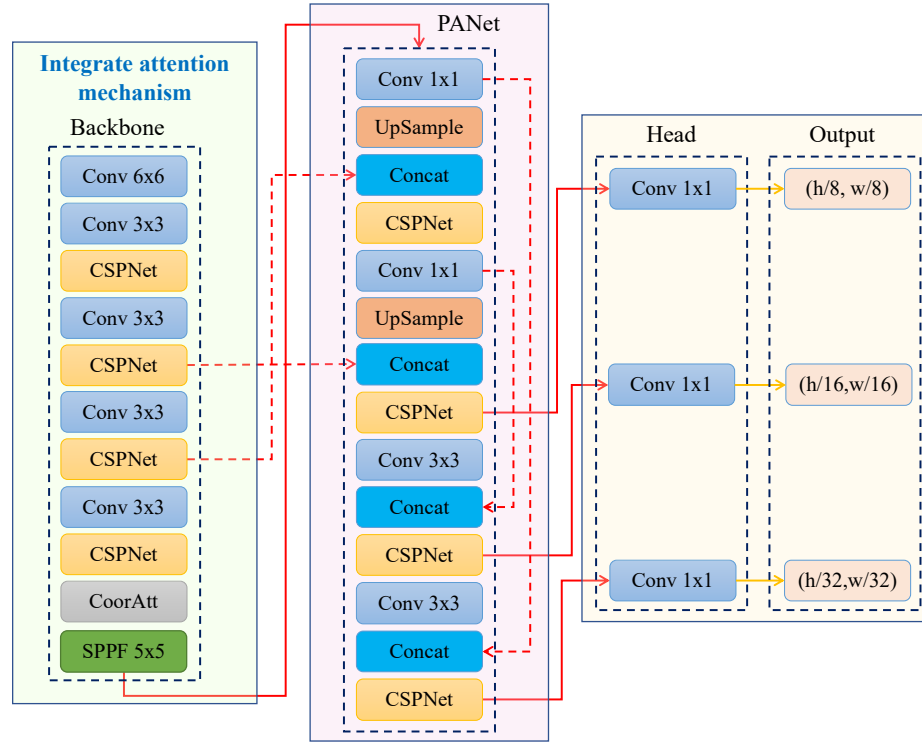 Integrate attention
mechanism
Backbone
Conv 6x6
Conv 3x3
CSPNet
Conv 3x3
CSPNet
Conv 3x3
CSPNet
Conv 3x3
CSPNet
CoorAtt
SPPF 5x5
PANet
Conv 1x1
UpSample
Concat
CSPNet
Conv 1x1
UpSample
Concat
CSPNet
Conv 3x3
Concat
CSPNet
Conv 3x3
Concat
CSPNet
Head
Conv 1x1
Conv 1x1
Conv 1x1
Output
(h/8, w/8)
(h/16,w/16)
(h/32,w/32)